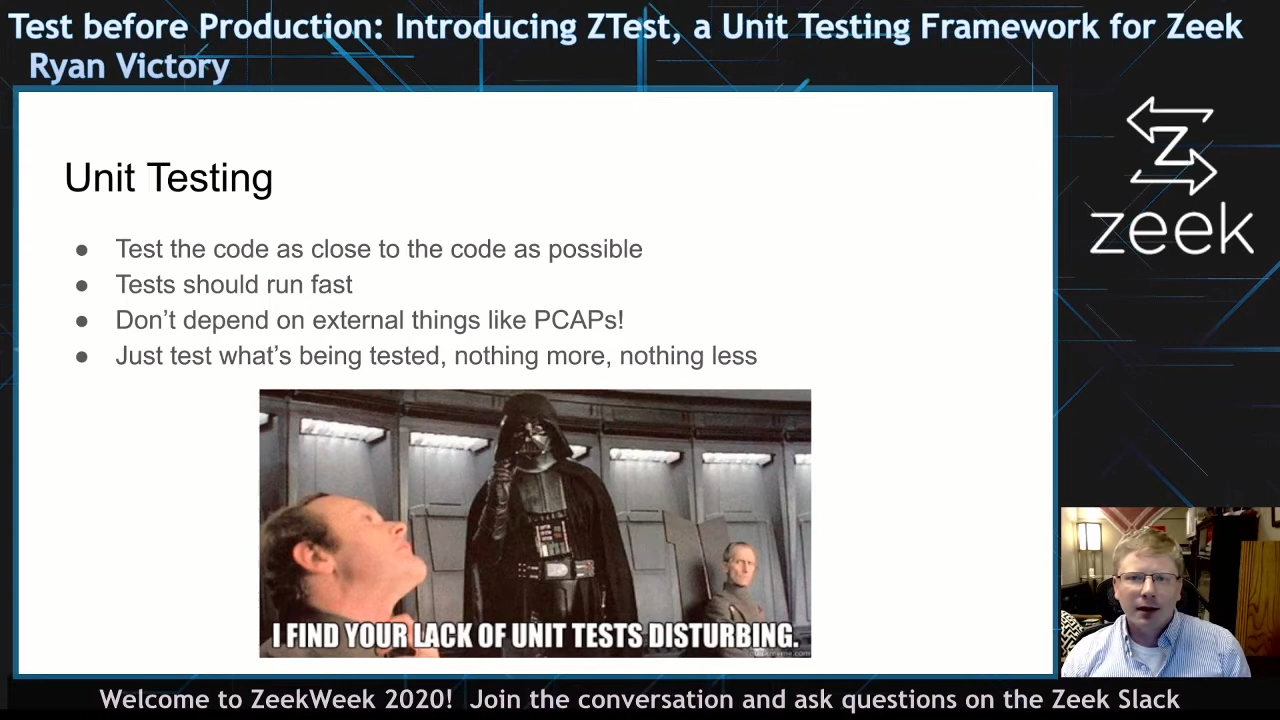 Test before Production: Introducing ZTest, a Unit Testing Framework for Zeek
Ryan Victory
Z
zeek
Unit Testing
● Test the code as close to the code as possible
● Tests should run fast
● Don’t depend on external things like PCAPs!
● Just test what’s being tested, nothing more, nothing less
I FIND YOUR LACK OF UNIT TESTS DISTURBING.
Welcome to ZeekWeek 2020! Join the conversation and ask questions on the Zeek Slack